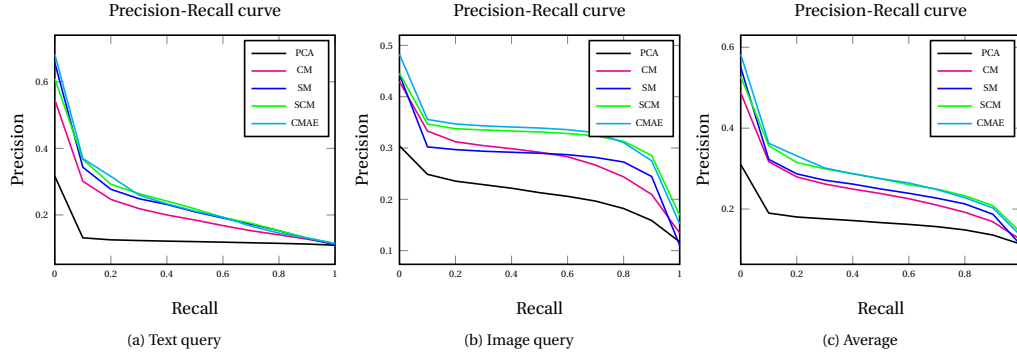 Precision-Recall curve
Precision
0.6
0.4
0.2
PCA
CM
SM
SCM
CMAE
0 0.2 0.4 0.6 0.8 1
Recall
(a) Text query
Precision-Recall curve
Precision
0.5
0.4
0.3
0.2
0.1
PCA
CM
SM
SCM
CMAE
0 0.2 0.4 0.6 0.8 1
Recall
(b) Image query
Precision-Recall curve
Precision
0.6
0.4
0.2
PCA
CM
SM
SCM
CMAE
0 0.2 0.4 0.6 0.8
Recall
(c) Average